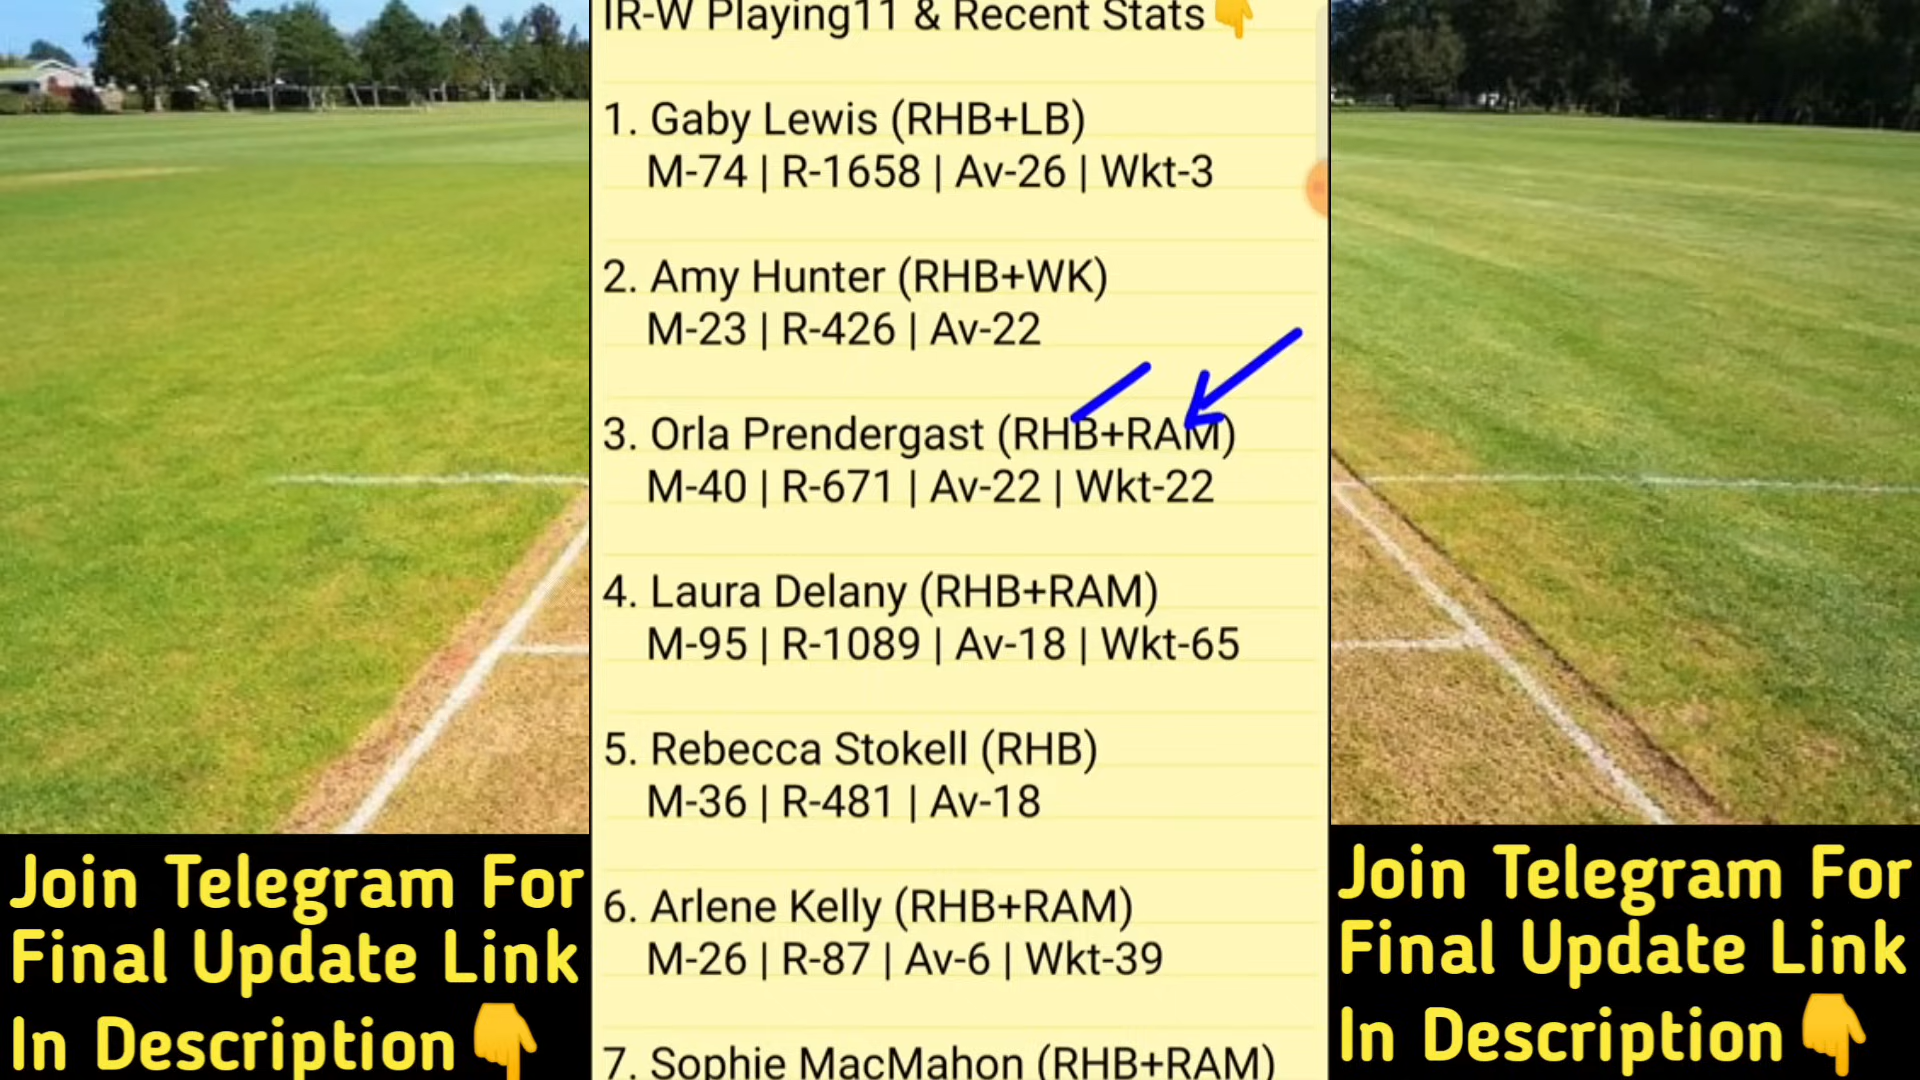 IR-W Playing11 & Recent Stats👇
1. Gaby Lewis (RHB+LB)
M-74 | R-1658 | Av-26 | Wkt-3
2. Amy Hunter (RHB+WK)
M-23 | R-426 | Av-22
3. Orla Prendergast (RHB+RAM)
M-40 | R-671 | Av-22 | Wkt-22
4. Laura Delany (RHB+RAM)
M-95 | R-1089 | Av-18 | Wkt-65
5. Rebecca Stokell (RHB)
M-36 | R-481 | Av-18
6. Arlene Kelly (RHB+RAM)
M-26 | R-87 | Av-6 | Wkt-39
7. Sophie MacMahon (RHB+RAM)
Join Telegram For
Final Update Link
In Description👇
Join Telegram For
Final Update Link
In Description👇